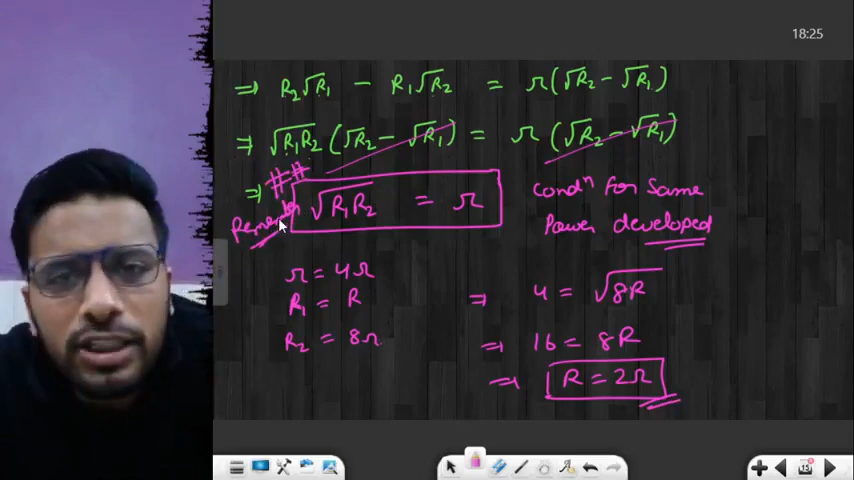 18:25
⇒ R₂√R₁ - R₁√R₂ = r(√R₂ - √R₁)
⇒ √R₁R₂ (√R₂ - √R₁) = r (√R₂ - √R₁)
##
⇒ √R₁R₂ = r
Condⁿ for same
Power developed
r = 4Ω
R₁ = R
R₂ = 8Ω
⇒ 4 = √8R
⇒ 16 = 8R
⇒ R = 2Ω